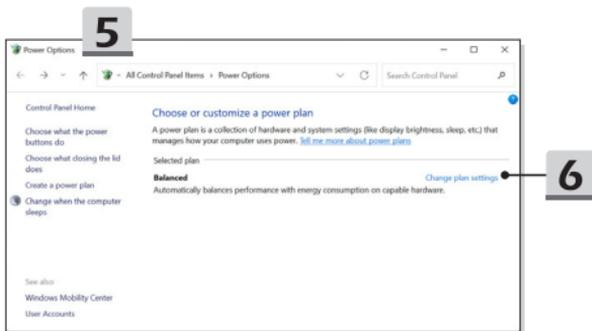 5
Power Options
All Control Panel Items > Power Options
Search Control Panel
Control Panel Home
Choose what the power
buttons do
Choose what closing the lid
does
Create a power plan
Change when the computer
sleeps
See also
Windows Mobility Center
User Accounts
Choose or customize a power plan
A power plan is a collection of hardware and system settings (like display brightness, sleep, etc.) that
manages how your computer uses power. Tell me more about power plans
Selected plan
Balanced Change plan settings
Automatically balances performance with energy consumption on capable hardware.
6